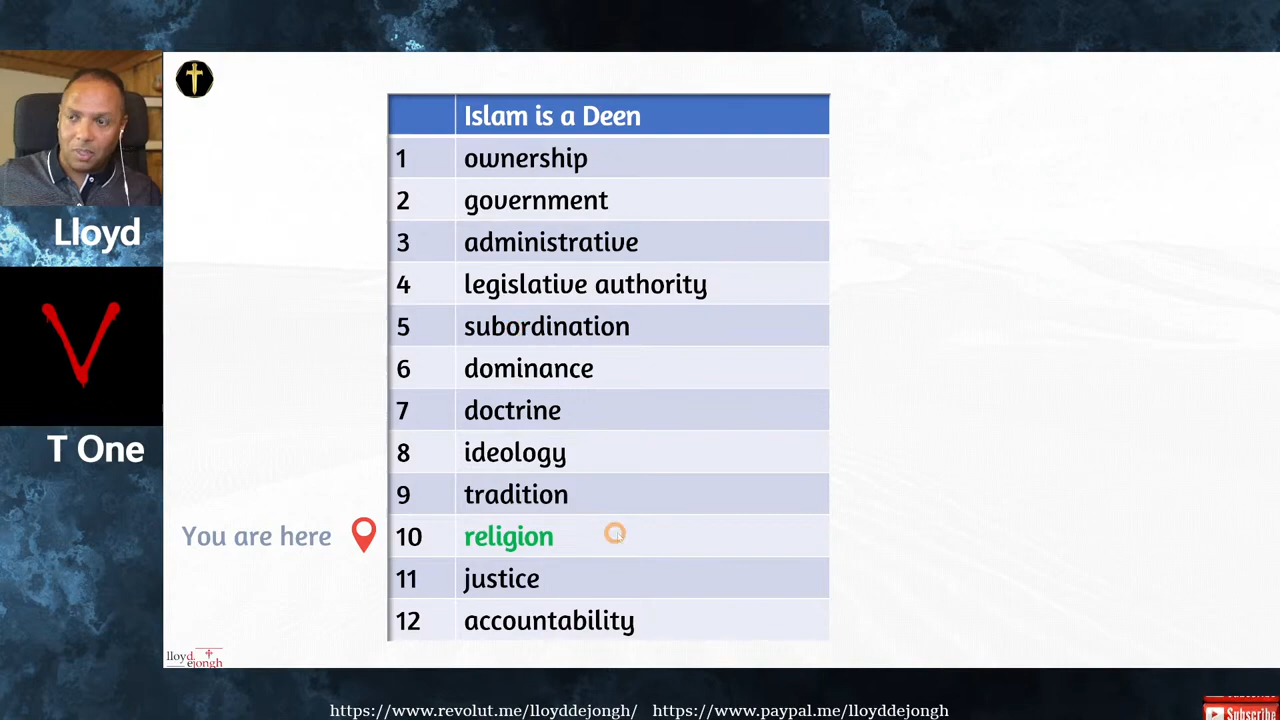 Islam is a Deen
1 ownership
2 government
3 administrative
4 legislative authority
5 subordination
6 dominance
7 doctrine
8 ideology
9 tradition
You are here 10 religion
11 justice
12 accountability
Lloyd
V
T One
lloyd
ejongh
https://www.revolut.me/lloyddejongh/ https://www.paypal.me/lloyddejongh
Subscribe